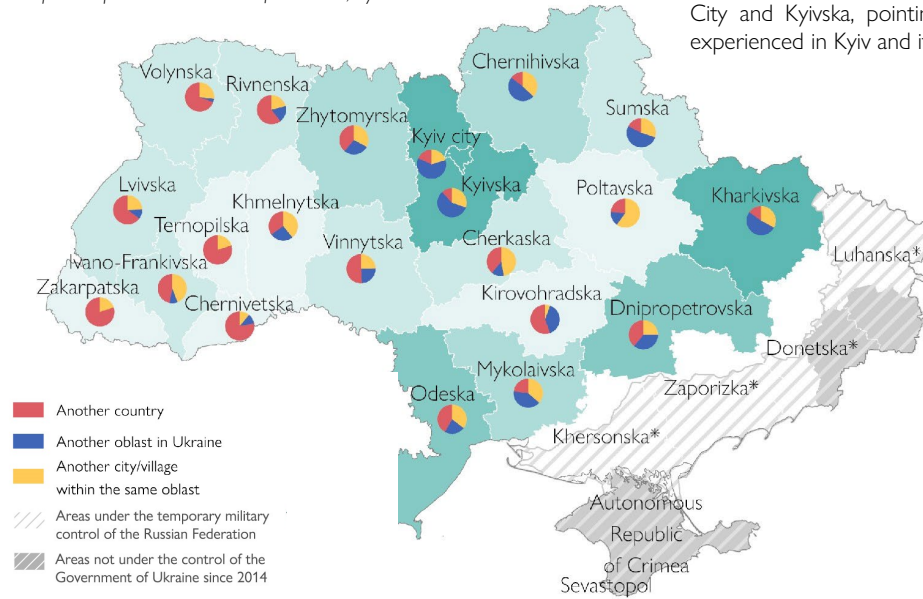 City and Kyivska, pointin
experienced in Kyiv and i
Volynska
Rivnenska
Zhytomyrska
Chernihivska
Sumska
Kyiv city
Kyivska
Lvivska
Ternopilska
Khmelnytska
Vinnytska
Cherkaska
Poltavska
Kharkivska
Luhanska*
Ivano-Frankivska
Zakarpatska
Chernivetska
Kirovohradska
Dnipropetrovska
Donetska*
Mykolaivska
Zaporizka*
Odeska
Khersonska*
Autonomous
Republic
of Crimea
Sevastopol
Another country
Another oblast in Ukraine
Another city/village
within the same oblast
Areas under the temporary military
control of the Russian Federation
Areas not under the control of the
Government of Ukraine since 2014